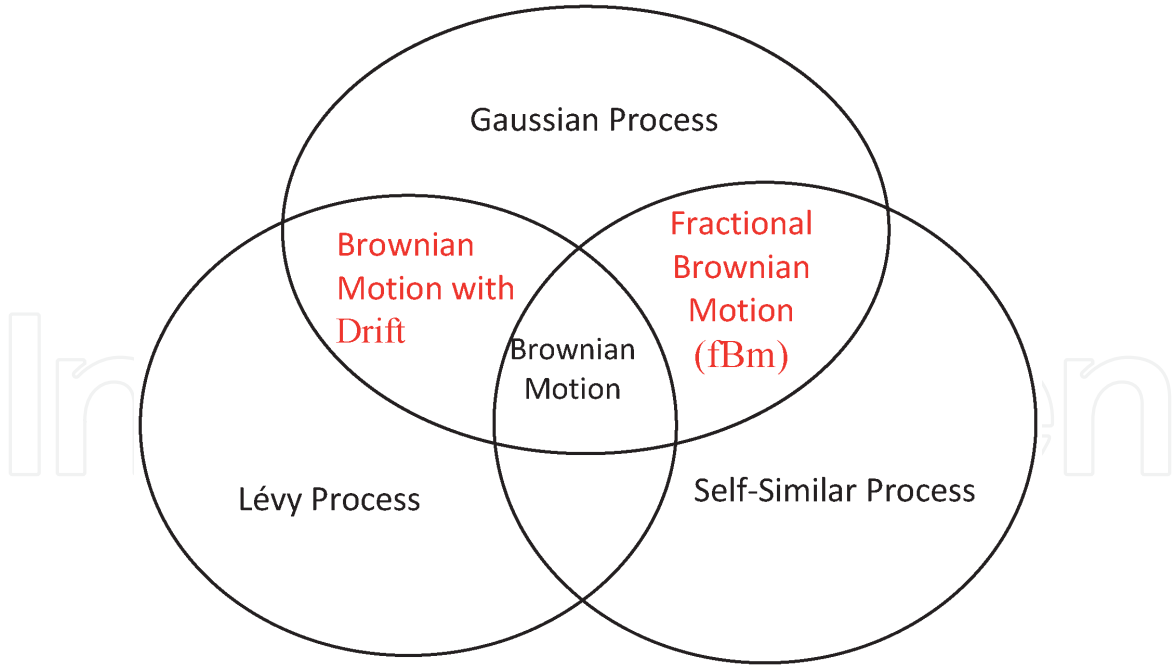 Gaussian Process
Brownian
Motion with
Drift
Fractional
Brownian
Motion
(fBm)
Brownian
Motion
Lévy Process
Self-Similar Process